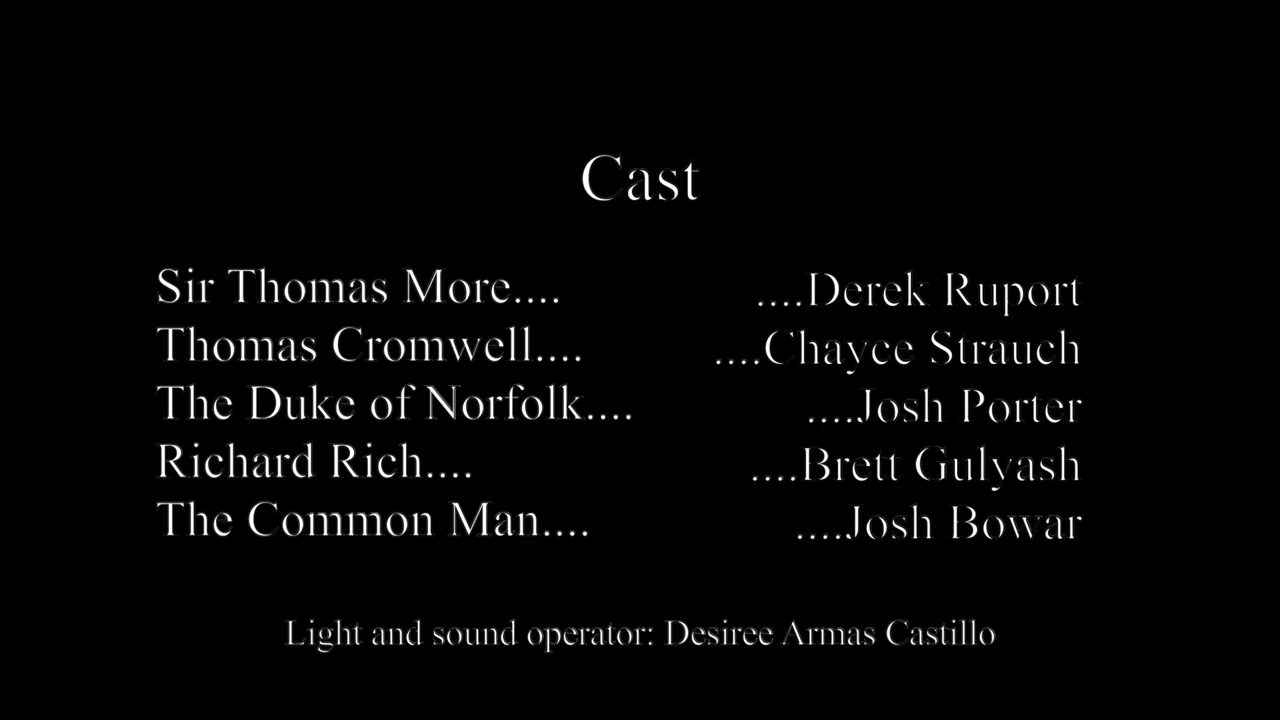 Cast
Sir Thomas More.... ....Derek Ruport
Thomas Cromwell.... ....Chayce Strauch
The Duke of Norfolk.... ....Josh Porter
Richard Rich.... ....Brett Gulyash
The Common Man.... ....Josh Bowar
Light and sound operator: Desiree Armas Castillo